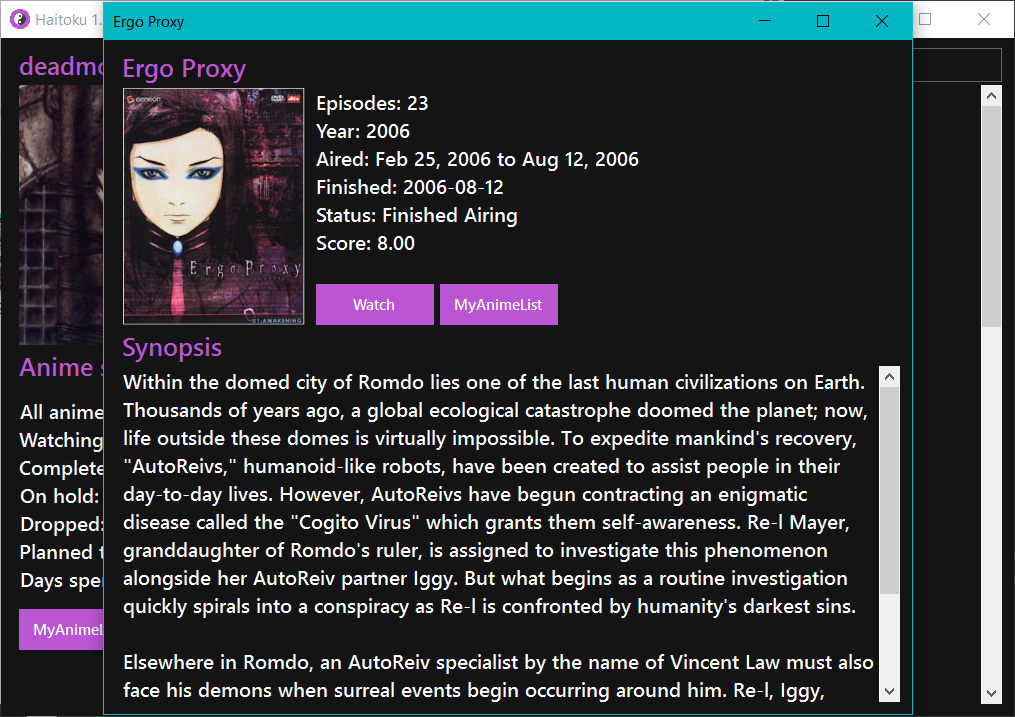 Haitoku 1.
Ergo Proxy
deadmo
Ergo Proxy
GENEON
DVD
dts
Ergo Proxy
01:AWAKENING
Episodes: 23
Year: 2006
Aired: Feb 25, 2006 to Aug 12, 2006
Finished: 2006-08-12
Status: Finished Airing
Score: 8.00
Watch
MyAnimeList
Synopsis
Within the domed city of Romdo lies one of the last human civilizations on Earth.
Thousands of years ago, a global ecological catastrophe doomed the planet; now,
life outside these domes is virtually impossible. To expedite mankind's recovery,
"AutoReivs," humanoid-like robots, have been created to assist people in their
day-to-day lives. However, AutoReivs have begun contracting an enigmatic
disease called the "Cogito Virus" which grants them self-awareness. Re-l Mayer,
granddaughter of Romdo's ruler, is assigned to investigate this phenomenon
alongside her AutoReiv partner Iggy. But what begins as a routine investigation
quickly spirals into a conspiracy as Re-l is confronted by humanity's darkest sins.
Elsewhere in Romdo, an AutoReiv specialist by the name of Vincent Law must also
face his demons when surreal events begin occurring around him. Re-l, Iggy,
Anime s
All anime
Watching
Complete
On hold:
Dropped:
Planned t
Days spe
MyAnimeL